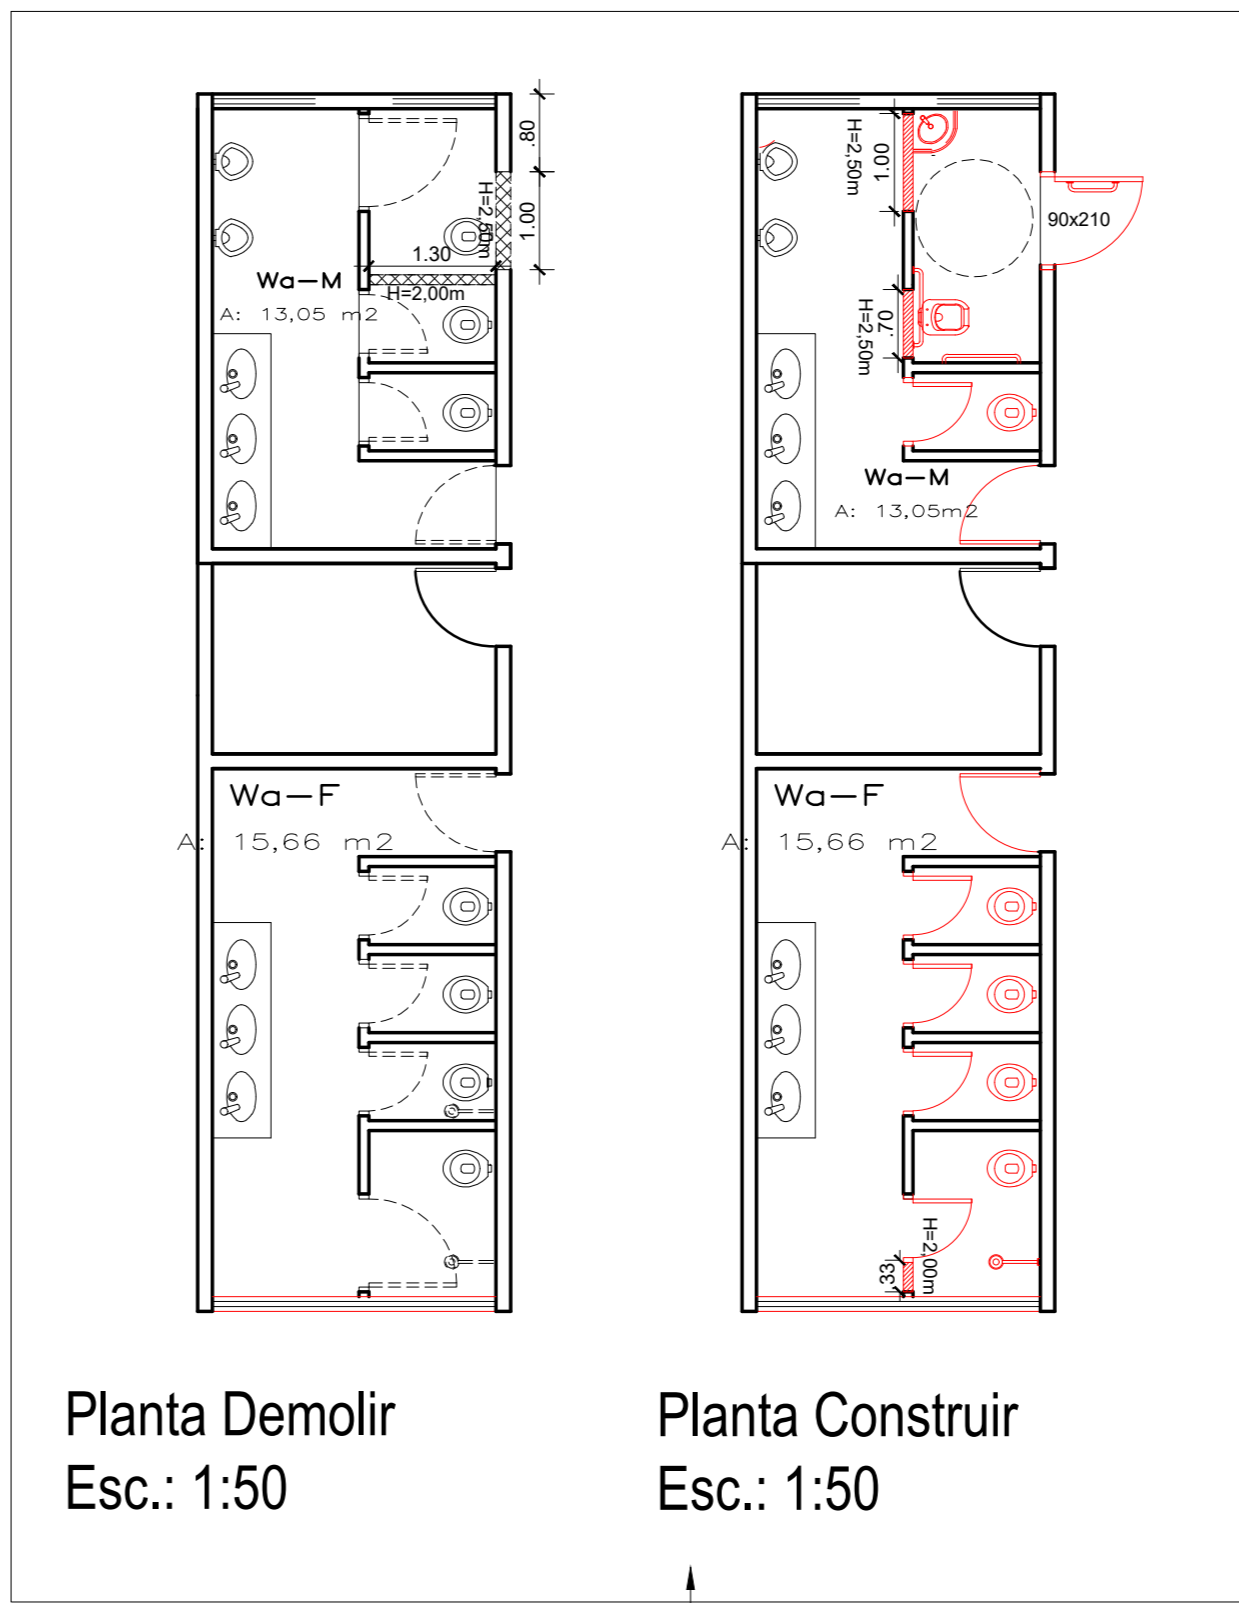 .80
1.00
H=2,50m
1.30
H=2,00m
Wa-M
A: 13,05 m2
Wa-F
A: 15,66 m2
Planta Demolir
Esc.: 1:50
H=2,50m
1.00
90x210
.70
H=2,50m
Wa-M
A: 13,05m2
Wa-F
A: 15,66 m2
H=2,00m
.33
Planta Construir
Esc.: 1:50